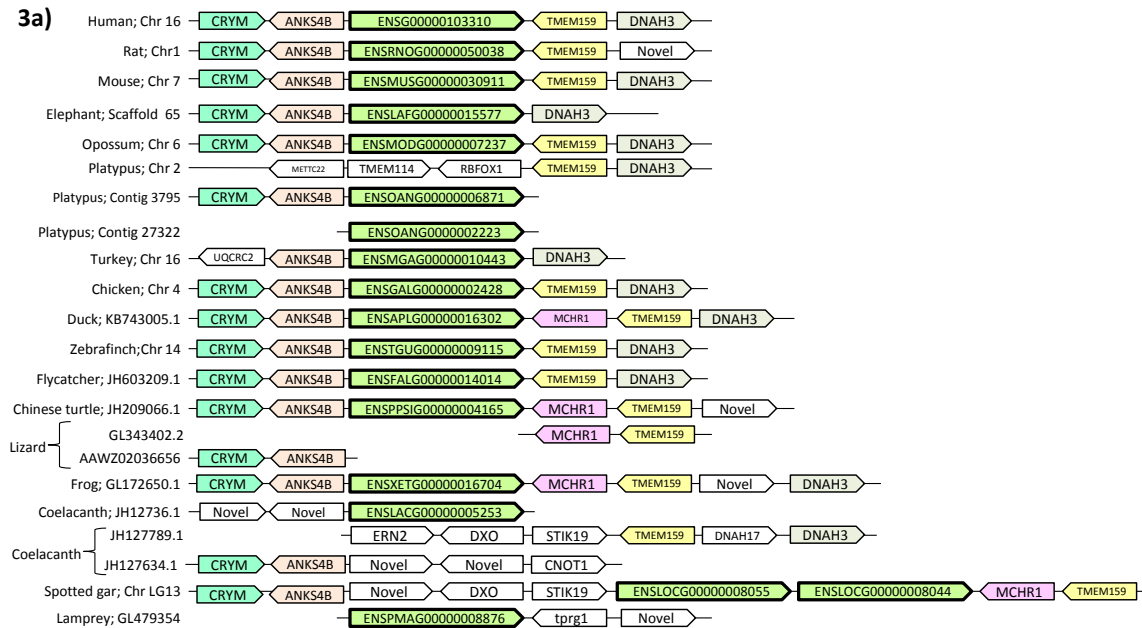 3a)
Human; Chr 16 CRYM ANKS4B ENSG00000103310 TMEM159 DNAH3
Rat; Chr1 CRYM ANKS4B ENSRNOG00000050038 TMEM159 Novel
Mouse; Chr 7 CRYM ANKS4B ENSMUSG00000030911 TMEM159 DNAH3
Elephant; Scaffold 65 CRYM ANKS4B ENSLAFG00000015577 DNAH3
Opossum; Chr 6 CRYM ANKS4B ENSMODG00000007237 TMEM159 DNAH3
Platypus; Chr 2 METTC22 TMEM114 RBFOX1 TMEM159 DNAH3
Platypus; Contig 3795 CRYM ANKS4B ENSOANG00000006871
Platypus; Contig 27322 ENSOANG0000002223
Turkey; Chr 16 UQCRC2 ANKS4B ENSMGAG00000010443 DNAH3
Chicken; Chr 4 CRYM ANKS4B ENSGALG00000002428 TMEM159 DNAH3
Duck; KB743005.1 CRYM ANKS4B ENSAPLG00000016302 MCHR1 TMEM159 DNAH3
Zebrafinch;Chr 14 CRYM ANKS4B ENSTGUG00000009115 TMEM159 DNAH3
Flycatcher; JH603209.1 CRYM ANKS4B ENSFALG00000014014 TMEM159 DNAH3
Chinese turtle; JH209066.1 CRYM ANKS4B ENSPPSIG00000004165 MCHR1 TMEM159 Novel
Lizard
GL343402.2 MCHR1 TMEM159
AAWZ02036656 CRYM ANKS4B
Frog; GL172650.1 CRYM ANKS4B ENSXETG00000016704 MCHR1 TMEM159 Novel DNAH3
Coelacanth; JH12736.1 Novel Novel ENSLACG00000005253
Coelacanth
JH127789.1 ERN2 DXO STIK19 TMEM159 DNAH17 DNAH3
JH127634.1 CRYM ANKS4B Novel Novel CNOT1
Spotted gar; Chr LG13 CRYM ANKS4B Novel DXO STIK19 ENSLOCG00000008055 ENSLOCG00000008044 MCHR1 TMEM159
Lamprey; GL479354 ENSPMAG00000008876 tprg1 Novel